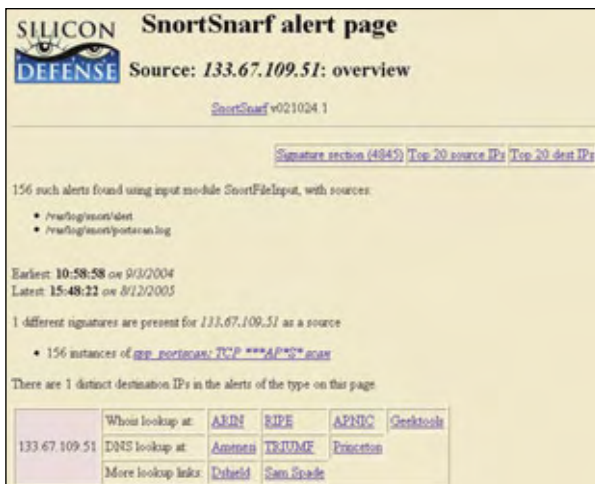 SILICON
DEFENSE
SnortSnarf alert page
Source: 133.67.109.51: overview
SnortSnarf v021024.1
Signature section (4845) Top 20 source IPs Top 20 dest IPs
156 such alerts found using input module SnortFileInput, with sources:
• /var/log/snort/alert
• /var/log/snort/portscan.log
Earliest: 10:58:58 on 9/3/2004
Latest: 15:48:22 on 8/12/2005
1 different signatures are present for 133.67.109.51 as a source
• 156 instances of spp_portscan: TCP ***AP*S* scan
There are 1 distinct destination IPs in the alerts of the type on this page.
133.67.109.51
Whois lookup at: ARIN RIPE APNIC Geektools
DNS lookup at: Amenesi TRIUMF Princeton
More lookup links: Dshield Sam Spade